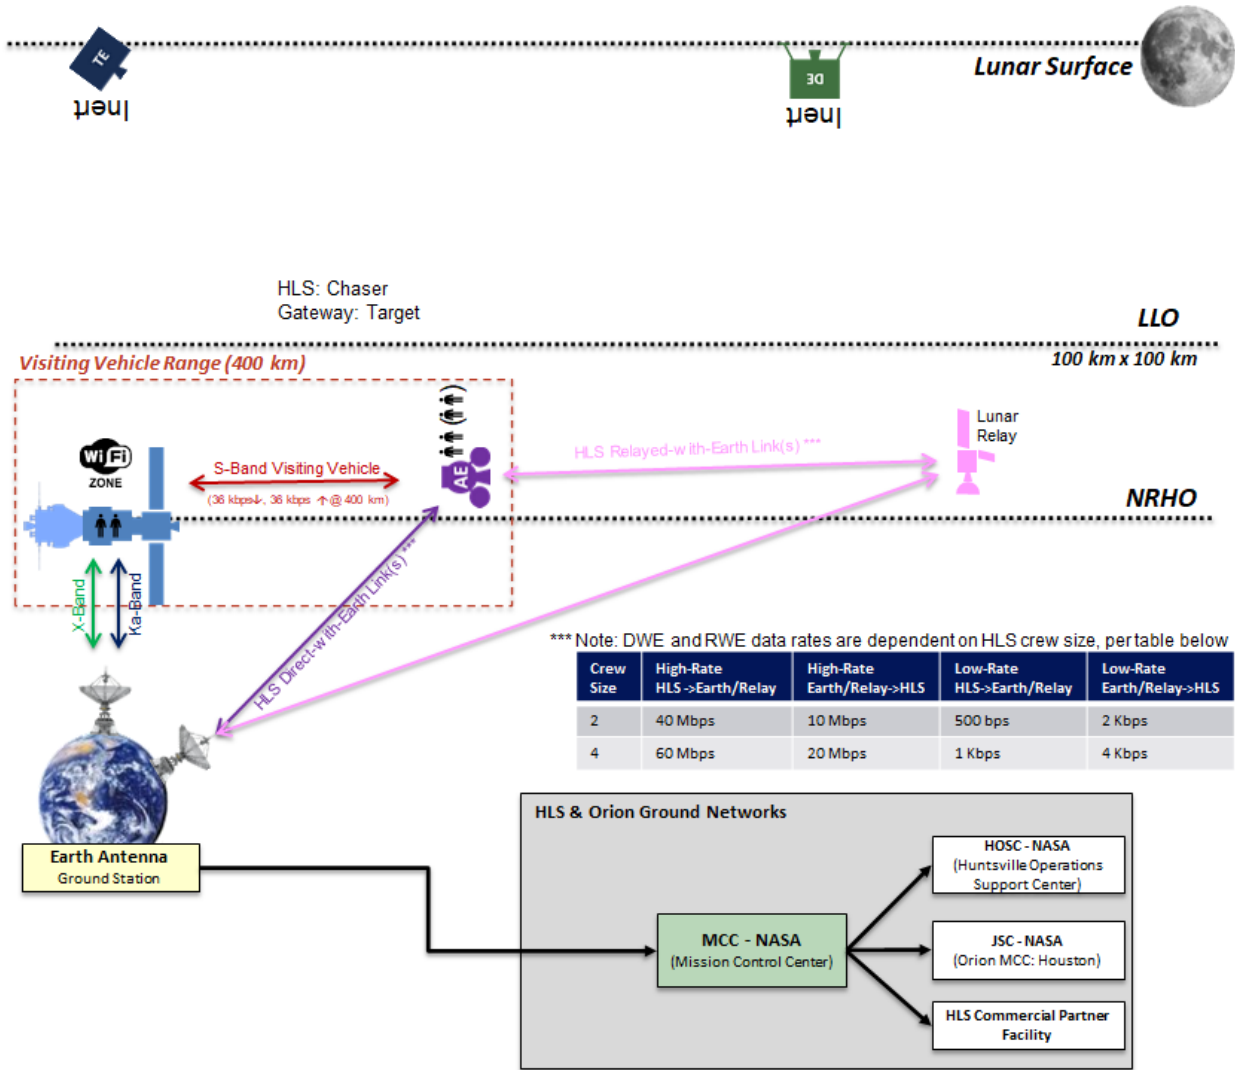 TE
Inert
DE
Inert
Lunar Surface
HLS: Chaser
Gateway: Target
LLO
100 km x 100 km
Visiting Vehicle Range (400 km)
WiFi
ZONE
S-Band Visiting Vehicle
(36 kbps↓, 36 kbps ↑ @ 400 km)
AE
HLS Relayed-with-Earth Link(s) ***
Lunar
Relay
NRHO
X-Band
Ka-Band
HLS Direct-with-Earth Link(s) ***
*** Note: DWE and RWE data rates are dependent on HLS crew size, per table below
Crew Size | High-Rate HLS ->Earth/Relay | High-Rate Earth/Relay->HLS | Low-Rate HLS->Earth/Relay | Low-Rate Earth/Relay->HLS
2 | 40 Mbps | 10 Mbps | 500 bps | 2 Kbps
4 | 60 Mbps | 20 Mbps | 1 Kbps | 4 Kbps
Earth Antenna
Ground Station
HLS & Orion Ground Networks
MCC - NASA
(Mission Control Center)
HOSC - NASA
(Huntsville Operations
Support Center)
JSC - NASA
(Orion MCC: Houston)
HLS Commercial Partner
Facility